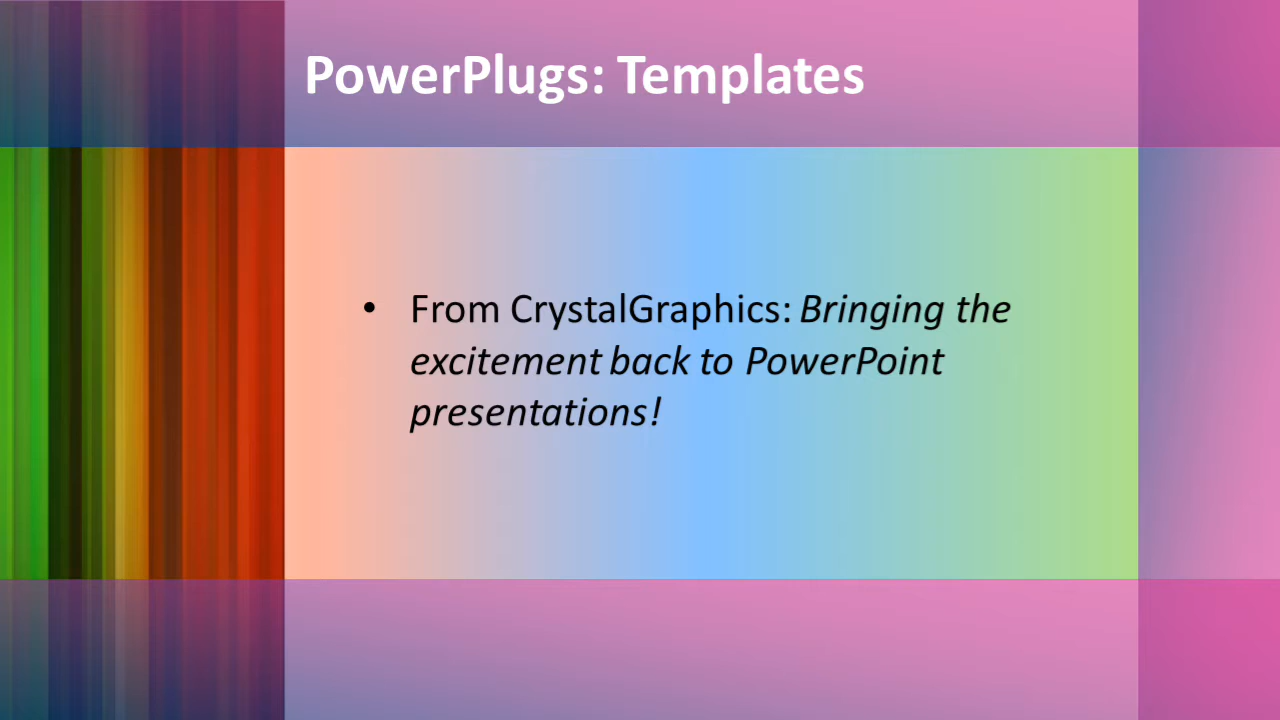 PowerPlugs: Templates
• From CrystalGraphics: Bringing the
excitement back to PowerPoint
presentations!